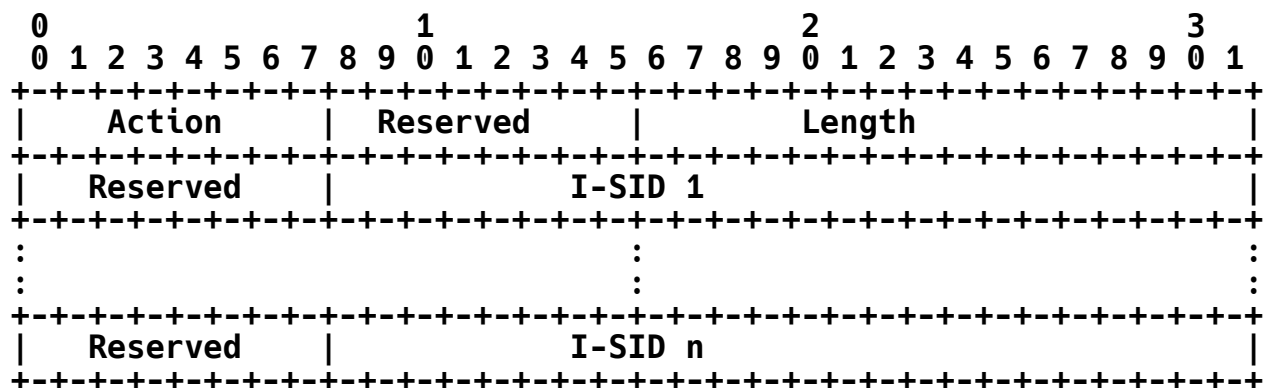 0                   1                   2                   3
 0 1 2 3 4 5 6 7 8 9 0 1 2 3 4 5 6 7 8 9 0 1 2 3 4 5 6 7 8 9 0 1
+-+-+-+-+-+-+-+-+-+-+-+-+-+-+-+-+-+-+-+-+-+-+-+-+-+-+-+-+-+-+-+-+
|    Action     |  Reserved     |        Length                 |
+-+-+-+-+-+-+-+-+-+-+-+-+-+-+-+-+-+-+-+-+-+-+-+-+-+-+-+-+-+-+-+-+
|   Reserved    |            I-SID 1                            |
+-+-+-+-+-+-+-+-+-+-+-+-+-+-+-+-+-+-+-+-+-+-+-+-+-+-+-+-+-+-+-+-+
:                               :                               :
:                               :                               :
+-+-+-+-+-+-+-+-+-+-+-+-+-+-+-+-+-+-+-+-+-+-+-+-+-+-+-+-+-+-+-+-+
|   Reserved    |            I-SID n                            |
+-+-+-+-+-+-+-+-+-+-+-+-+-+-+-+-+-+-+-+-+-+-+-+-+-+-+-+-+-+-+-+-+